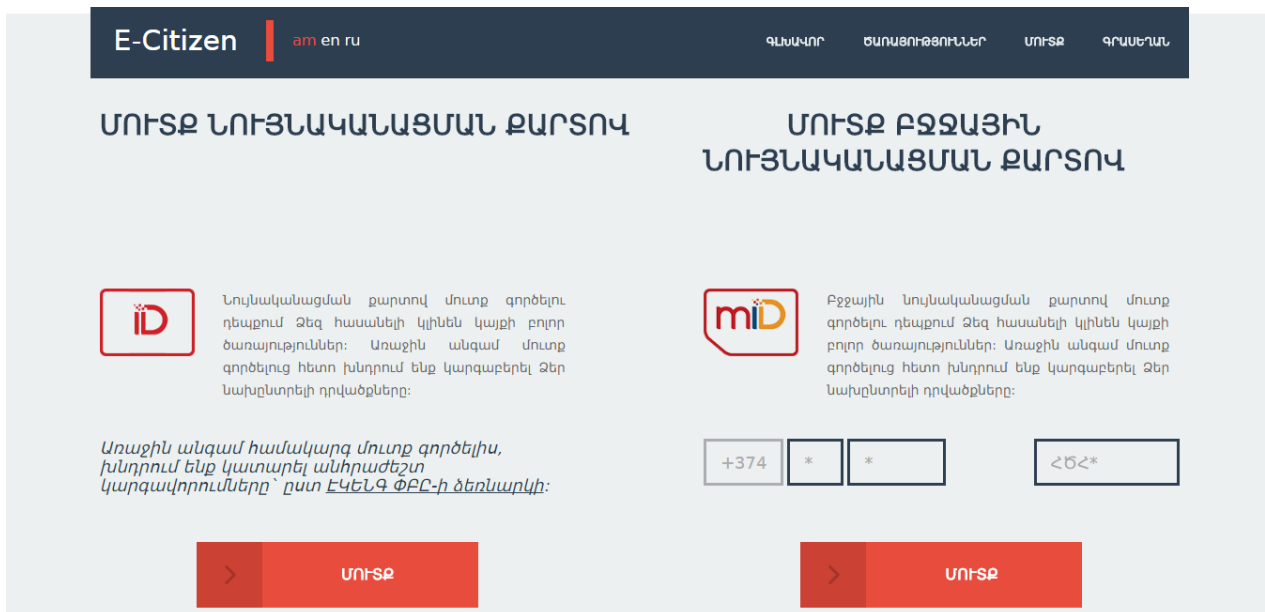 E-Citizen am en ru ԳԼԽԱՎՈՐ ԾԱՌԱՅՈՒԹՅՈՒՆՆԵՐ ՄՈՒՏՔ ԳՐԱՍԵՂԱՆ
ՄՈՒՏՔ ՆՈՒՅՆԱԿԱՆԱՑՄԱՆ ՔԱՐՏՈՎ
ՄՈՒՏՔ ԲՋՋԱՅԻՆ
ՆՈՒՅՆԱԿԱՆԱՑՄԱՆ ՔԱՐՏՈՎ
iD
Նույնականացման քարտով մուտք գործելու
դեպքում Ձեզ հասանելի կլինեն կայքի բոլոր
ծառայություններ: Առաջին անգամ մուտք
գործելուց հետո խնդրում ենք կարգաբերել Ձեր
նախընտրելի դրվածքները:
Առաջին անգամ համակարգ մուտք գործելիս,
խնդրում ենք կատարել անհրաժեշտ
կարգավորումները՝ ըստ ԷԿԵՆԳ ՓԲԸ-ի ձեռնարկի:
ՄՈՒՏՔ
miD
Բջջային նույնականացման քարտով մուտք
գործելու դեպքում Ձեզ հասանելի կլինեն կայքի
բոլոր ծառայություններ: Առաջին անգամ մուտք
գործելուց հետո խնդրում ենք կարգաբերել Ձեր
նախընտրելի դրվածքները:
+374 * * ՀԾՀ*
ՄՈՒՏՔ